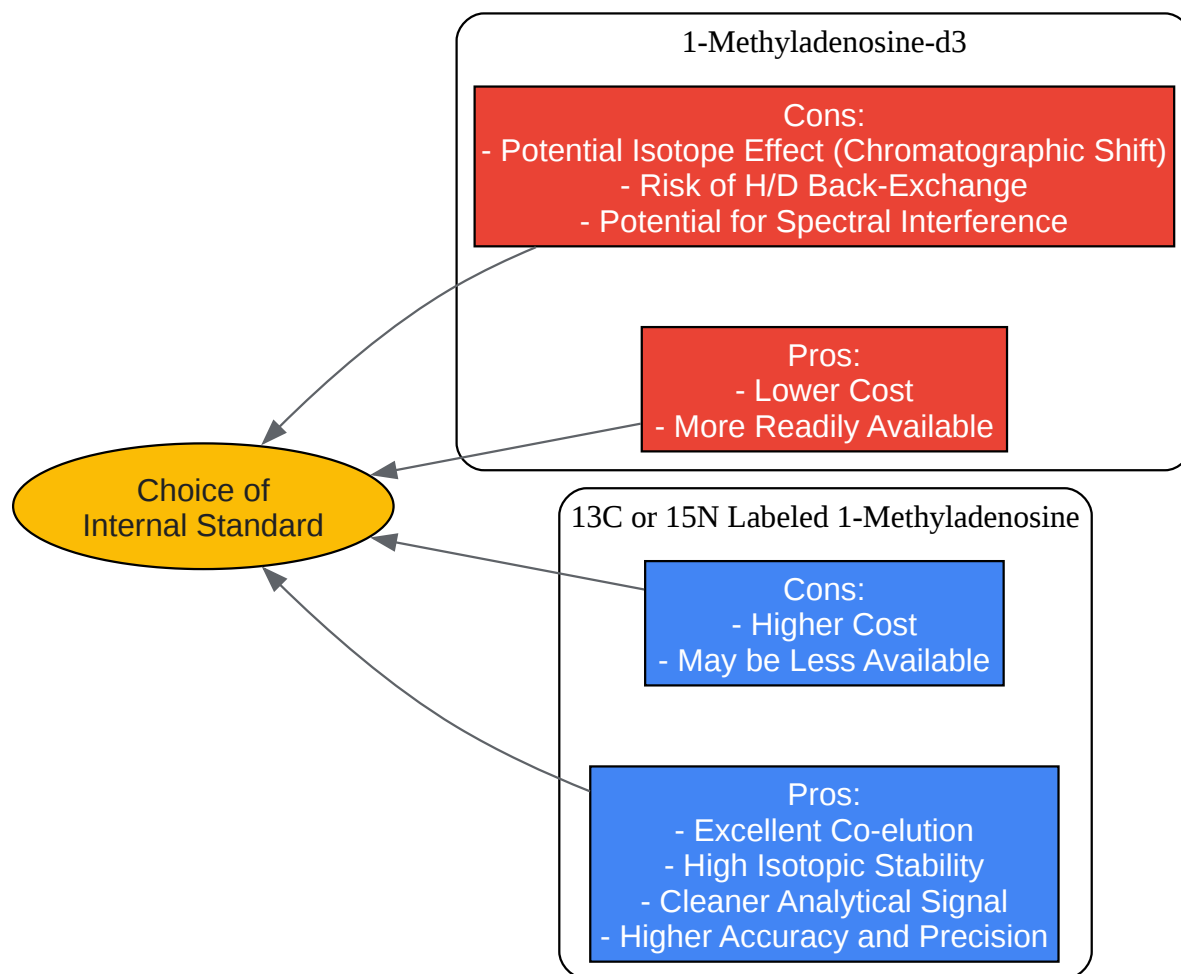 1-Methyladenosine-d3
Cons:
- Potential Isotope Effect (Chromatographic Shift)
- Risk of H/D Back-Exchange
- Potential for Spectral Interference
Pros:
- Lower Cost
- More Readily Available
Choice of
Internal Standard
13C or 15N Labeled 1-Methyladenosine
Cons:
- Higher Cost
- May be Less Available
Pros:
- Excellent Co-elution
- High Isotopic Stability
- Cleaner Analytical Signal
- Higher Accuracy and Precision